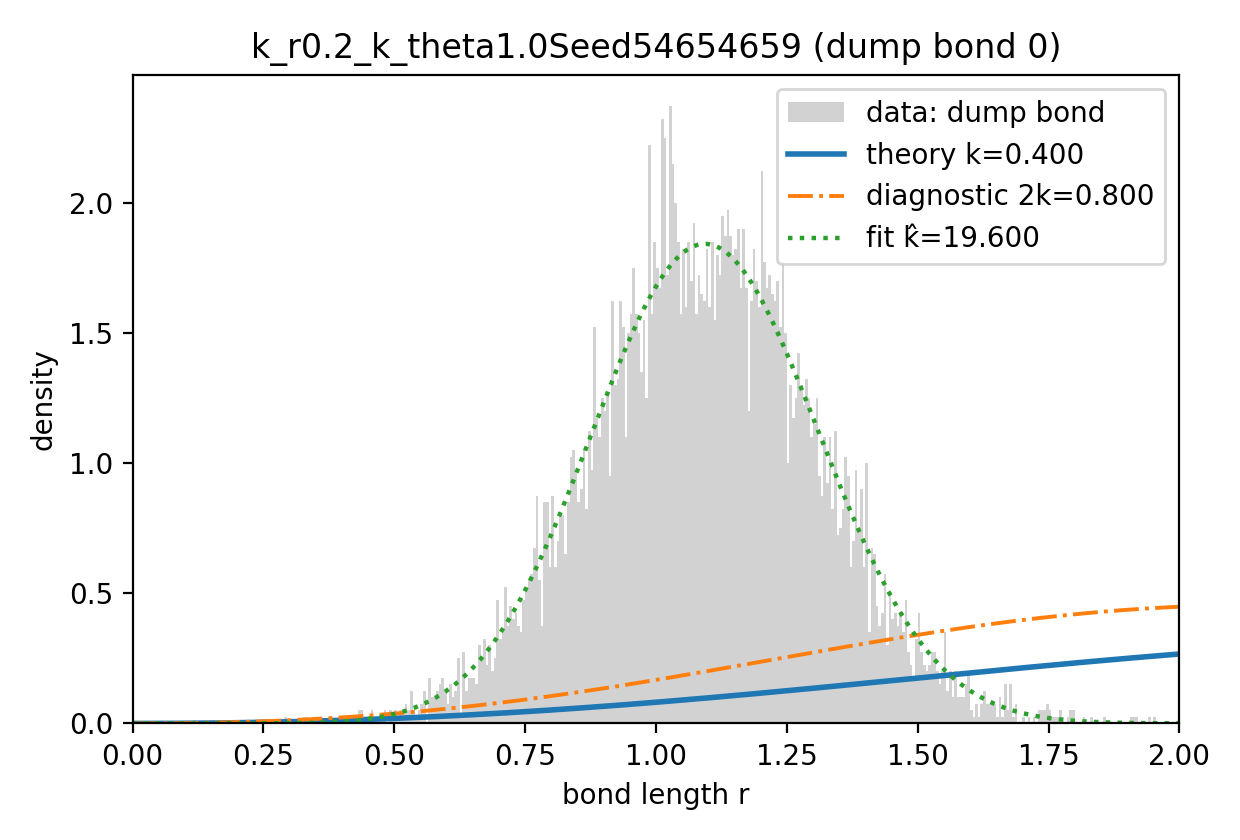 k_r0.2_k_theta1.0Seed54654659 (dump bond 0)
data: dump bond
theory k=0.400
diagnostic 2k=0.800
fit k̂=19.600
density
2.0
1.5
1.0
0.5
0.0
0.00 0.25 0.50 0.75 1.00 1.25 1.50 1.75 2.00
bond length r